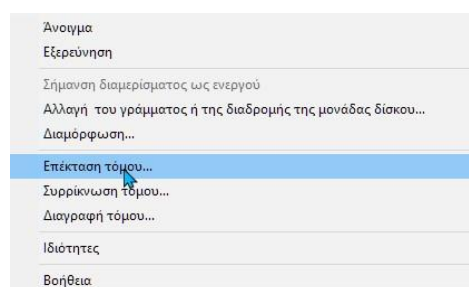 Άνοιγμα
Εξερεύνηση
Σήμανση διαμερίσματος ως ενεργού
Αλλαγή του γράμματος ή της διαδρομής της μονάδας δίσκου...
Διαμόρφωση...
Επέκταση τόμου...
Συρρίκνωση τόμου...
Διαγραφή τόμου...
Ιδιότητες
Βοήθεια